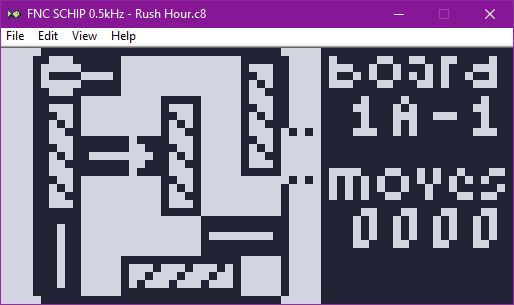 FNC SCHIP 0.5kHz - Rush Hour.c8
File Edit View Help
Board
1A-1
moves
0000